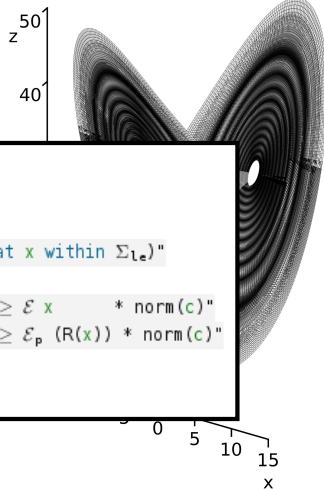 50
z
40
at x within Σ_le)"
≥ ℰ x * norm(c)"
≥ ℰ_p (R(x)) * norm(c)"
0
5
10
15
x